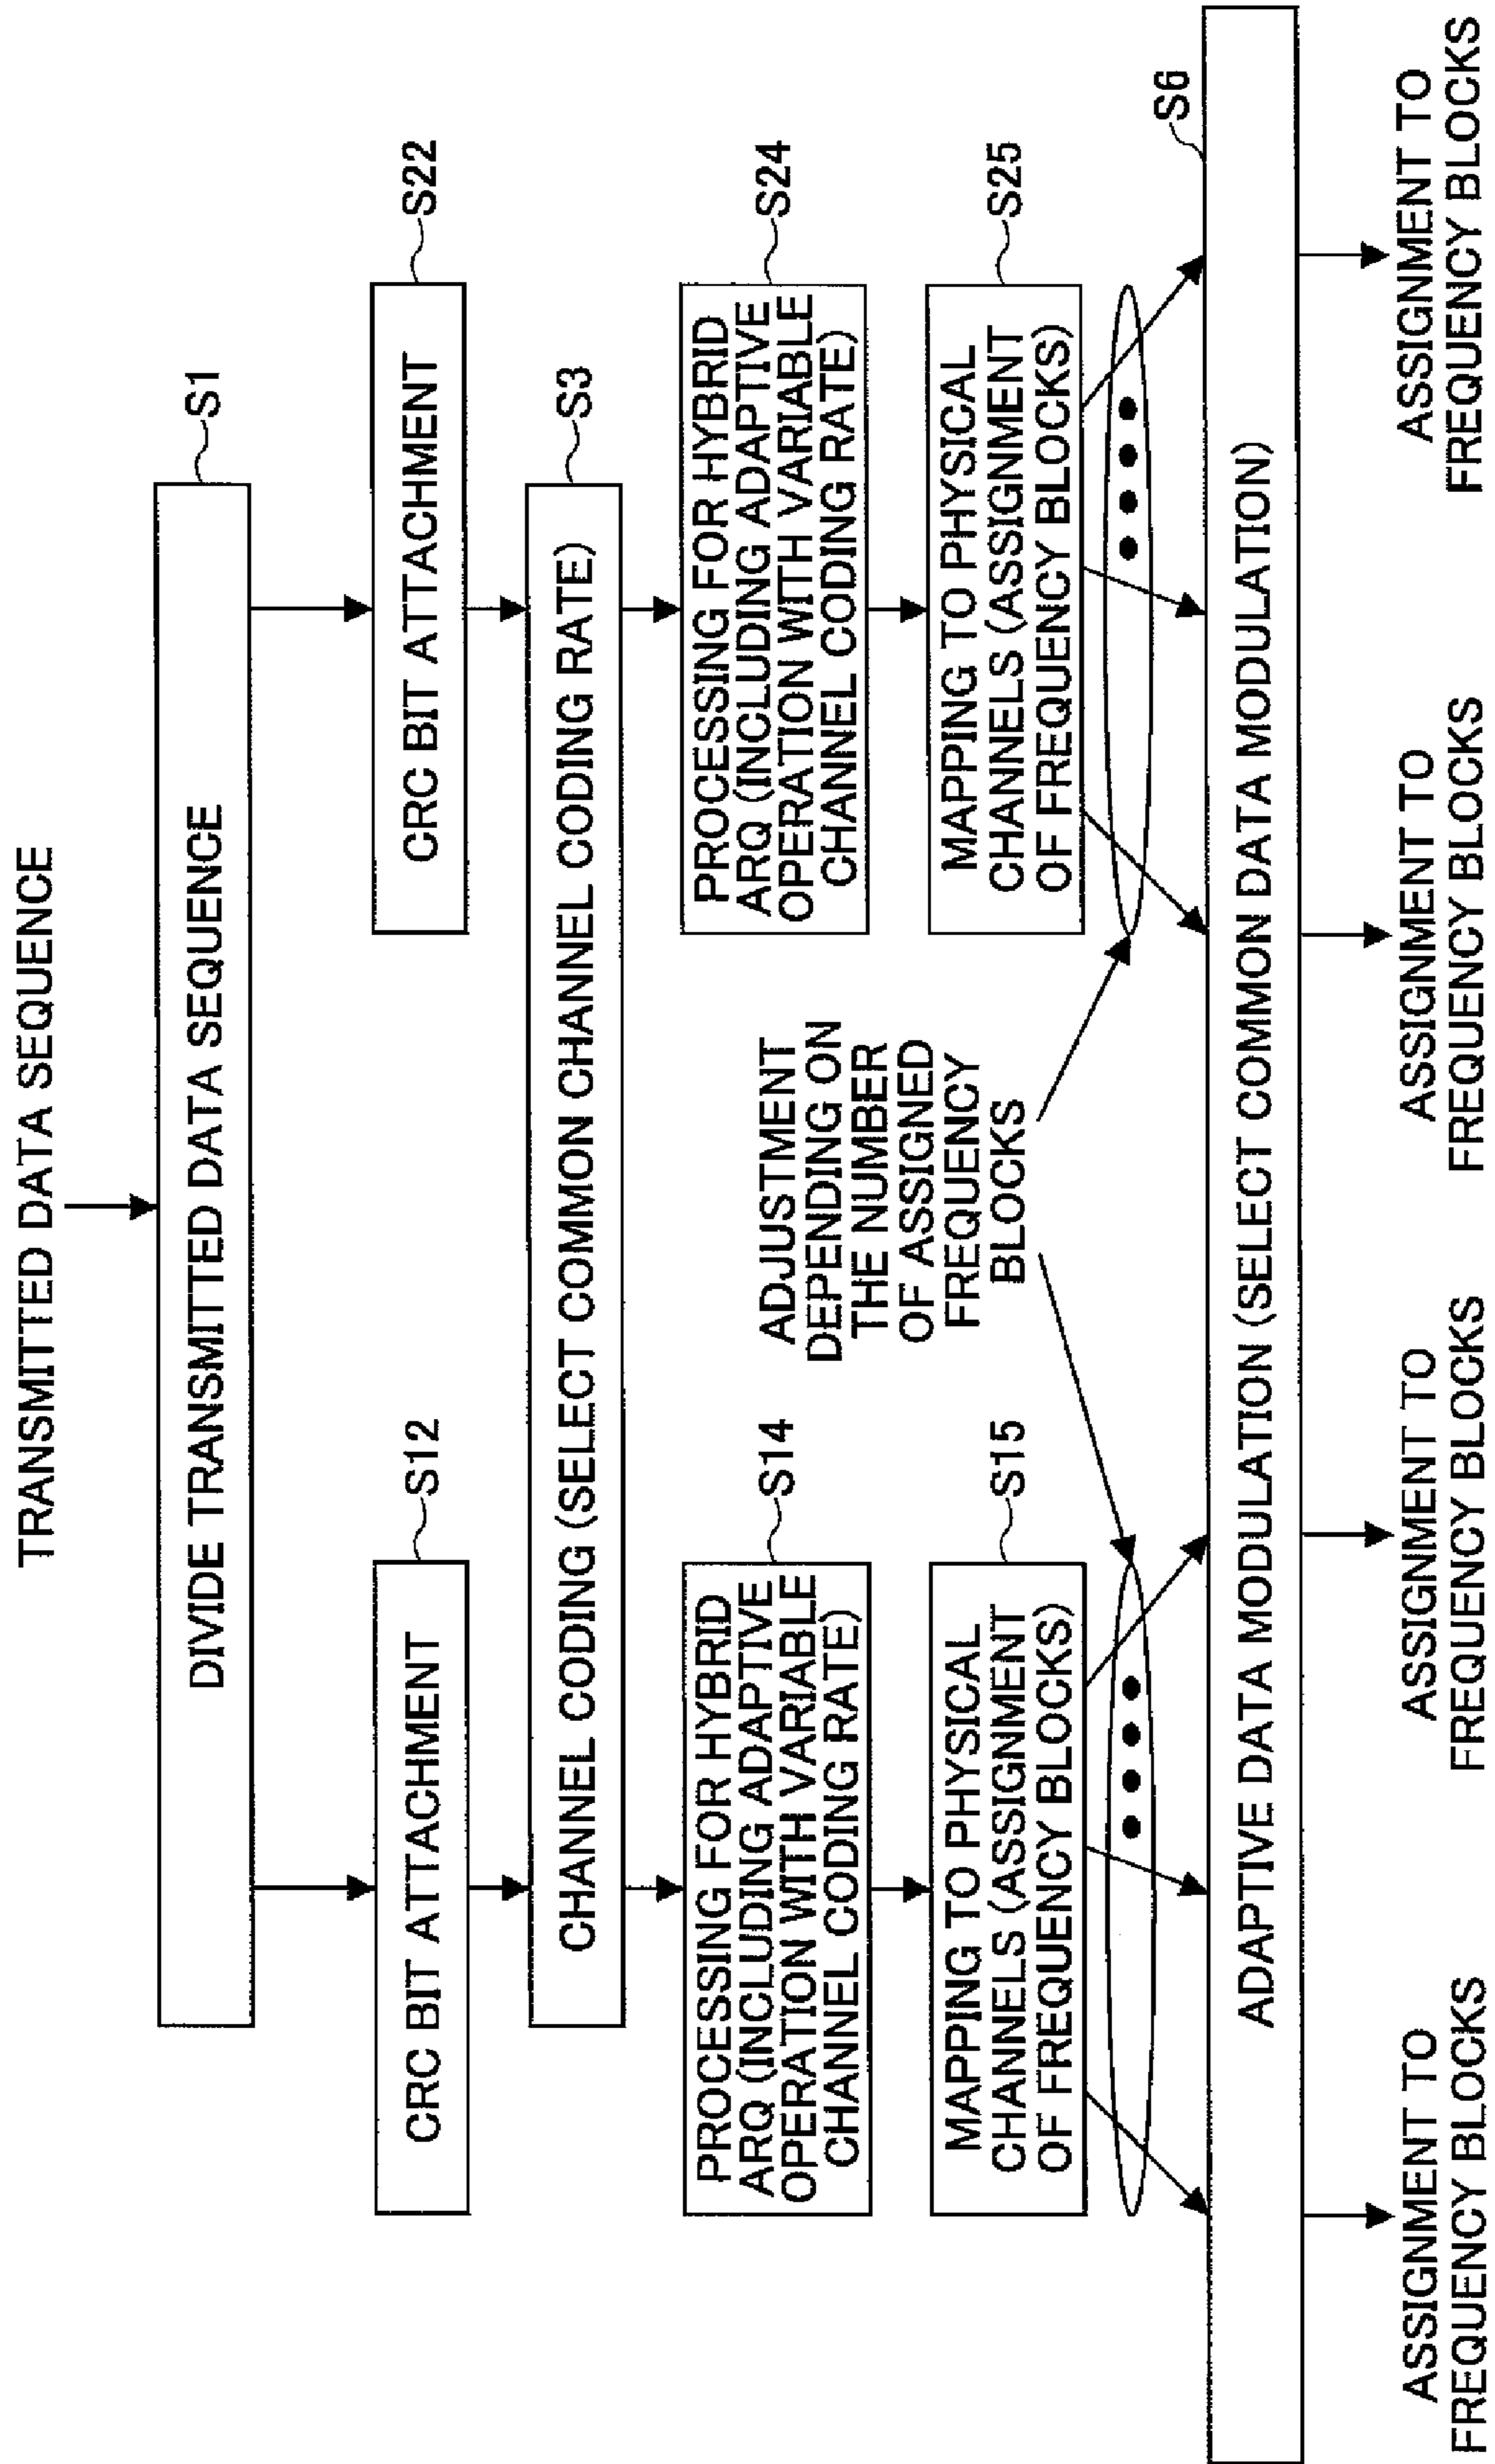 TRANSMITTED DATA SEQUENCE
DIVIDE TRANSMITTED DATA SEQUENCE
S1
CRC BIT ATTACHMENT
S12
CRC BIT ATTACHMENT
S22
CHANNEL CODING (SELECT COMMON CHANNEL CODING RATE)
S3
PROCESSING FOR HYBRID
ARQ (INCLUDING ADAPTIVE
OPERATION WITH VARIABLE
CHANNEL CODING RATE)
S14
PROCESSING FOR HYBRID
ARQ (INCLUDING ADAPTIVE
OPERATION WITH VARIABLE
CHANNEL CODING RATE)
S24
ADJUSTMENT
DEPENDING ON
THE NUMBER
OF ASSIGNED
FREQUENCY
BLOCKS
MAPPING TO PHYSICAL
CHANNELS (ASSIGNMENT
OF FREQUENCY BLOCKS)
S15
MAPPING TO PHYSICAL
CHANNELS (ASSIGNMENT
OF FREQUENCY BLOCKS)
S25
S6
ADAPTIVE DATA MODULATION (SELECT COMMON DATA MODULATION)
ASSIGNMENT TO
FREQUENCY BLOCKS
ASSIGNMENT TO
FREQUENCY BLOCKS
ASSIGNMENT TO
FREQUENCY BLOCKS
ASSIGNMENT TO
FREQUENCY BLOCKS